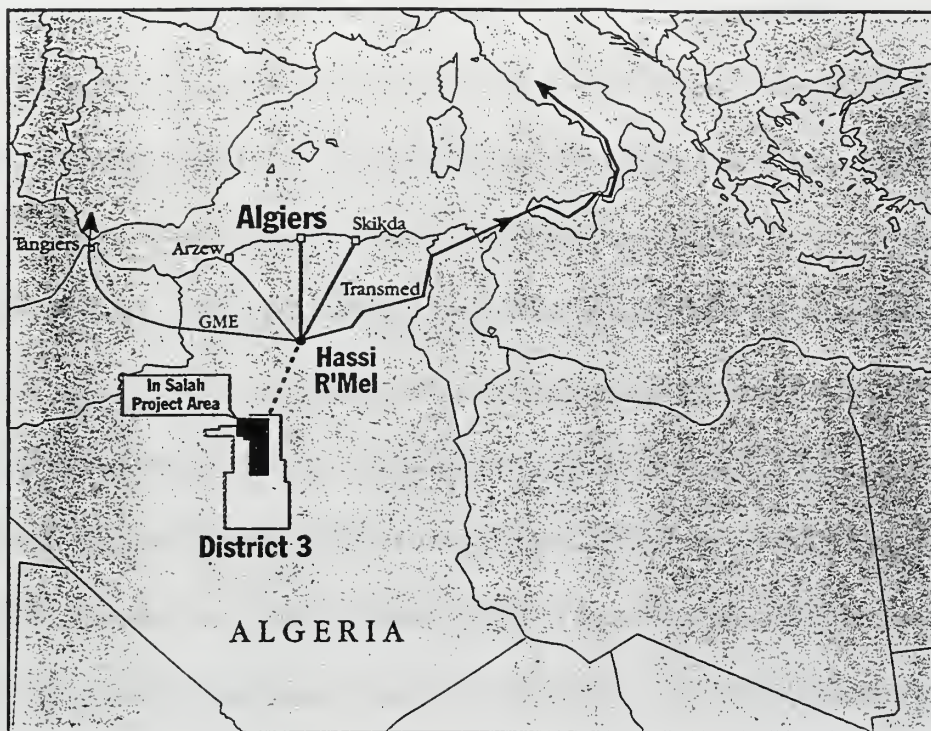 Algiers
Skikda
Tangiers
Arzew
Transmed
GME
Hassi
R'Mel
In Salah
Project Area
District 3
ALGERIA